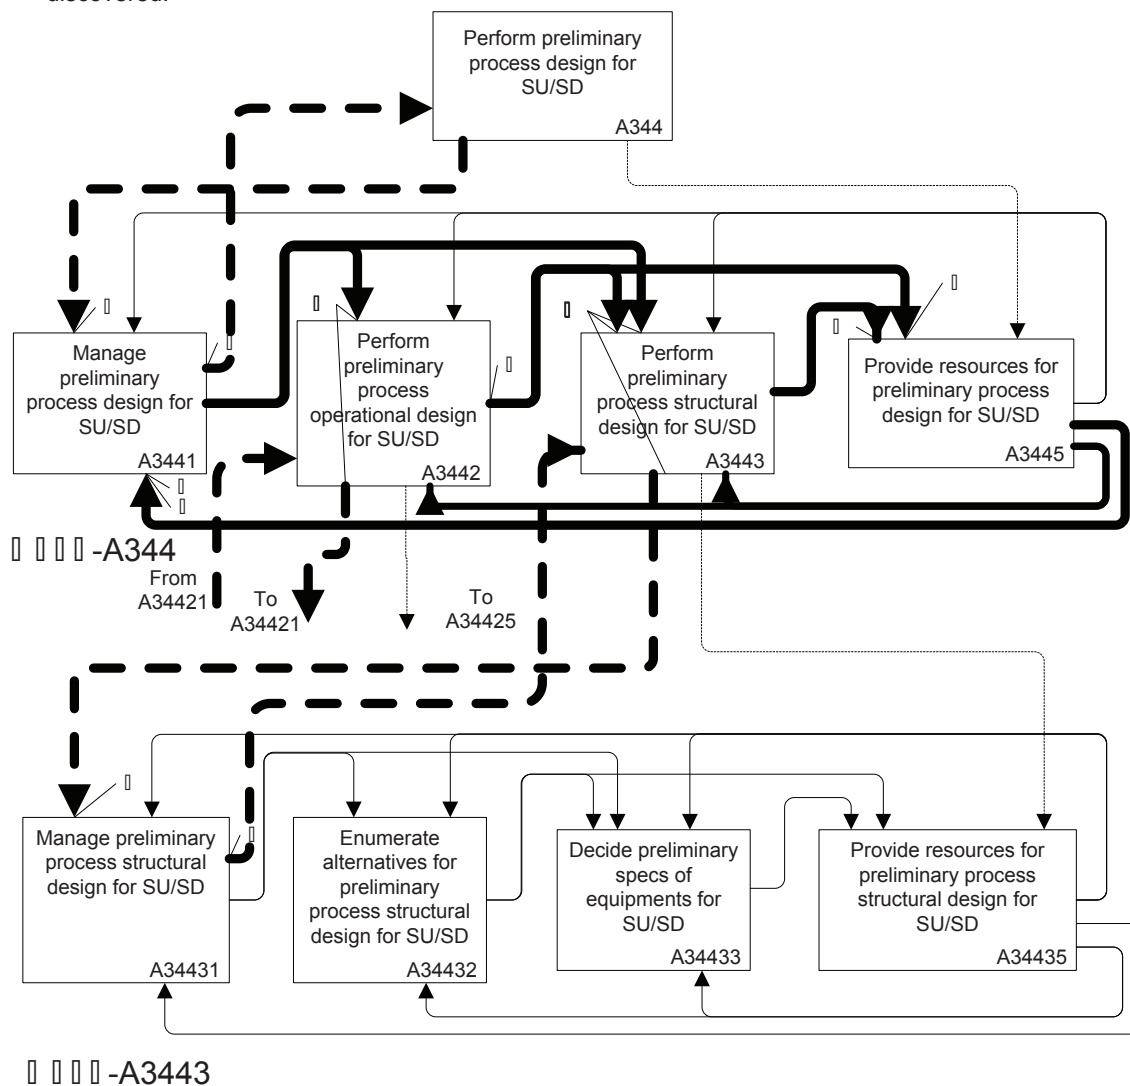 Perform preliminary
process design for
SU/SD
A344
Manage
preliminary
process design for
SU/SD
A3441
Perform
preliminary
process
operational design
for SU/SD
A3442
Perform
preliminary
process structural
design for SU/SD
A3443
Provide resources for
preliminary process
design for SU/SD
A3445
-A344
From
A34421
To
A34421
To
A34425
Manage preliminary
process structural
design for SU/SD
A34431
Enumerate
alternatives for
preliminary
process structural
design for SU/SD
A34432
Decide preliminary
specs of
equipments for
SU/SD
A34433
Provide resources for
preliminary process
structural design for
SU/SD
A34435
-A3443